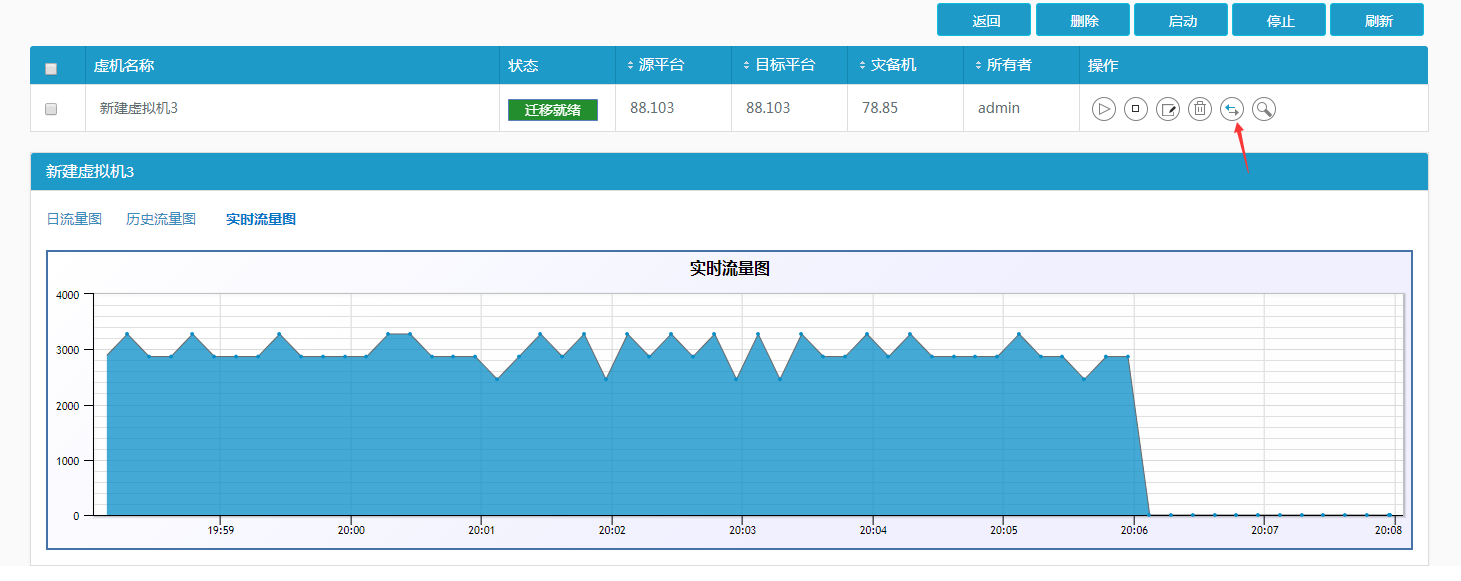 返回 删除 启动 停止 刷新
虚机名称 状态 源平台 目标平台 灾备机 所有者 操作
新建虚拟机3 迁移就绪 88.103 88.103 78.85 admin
新建虚拟机3
日流量图 历史流量图 实时流量图
实时流量图
4000
3000
2000
1000
0
19:59 20:00 20:01 20:02 20:03 20:04 20:05 20:06 20:07 20:08